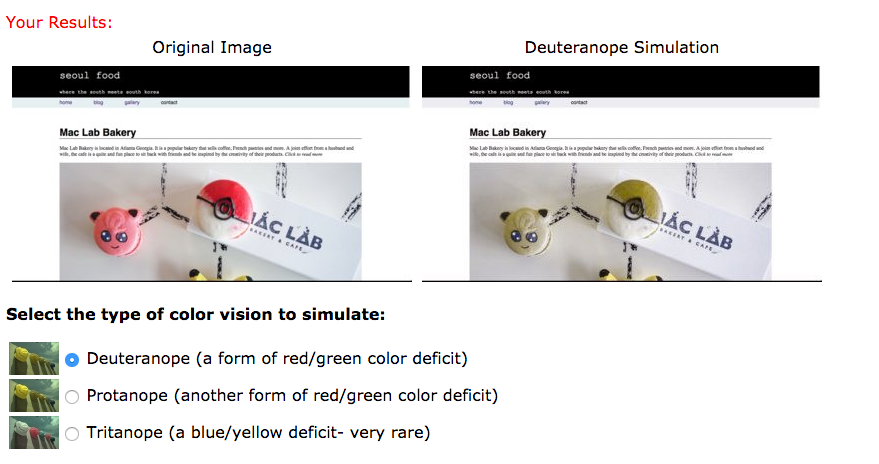 Your Results:
Original Image
Deuteranope Simulation
seoul food
where the south meets south korea
home blog gallery contact
Mac Lab Bakery
Mac Lab Bakery is located in Atlanta Georgia. It is a popular bakery that sells coffee, French pastries and more. A joint effort from a husband and
wife, the cafe is a quite and fun place to sit back with friends and be inspired by the creativity of their products. Click to read more
MÁC LÀB
BAKERY & CAFE
seoul food
where the south meets south korea
home blog gallery contact
Mac Lab Bakery
Mac Lab Bakery is located in Atlanta Georgia. It is a popular bakery that sells coffee, French pastries and more. A joint effort from a husband and
wife, the cafe is a quite and fun place to sit back with friends and be inspired by the creativity of their products. Click to read more
MÁC LÀB
BAKERY & CAFE
Select the type of color vision to simulate:
Deuteranope (a form of red/green color deficit)
Protanope (another form of red/green color deficit)
Tritanope (a blue/yellow deficit- very rare)